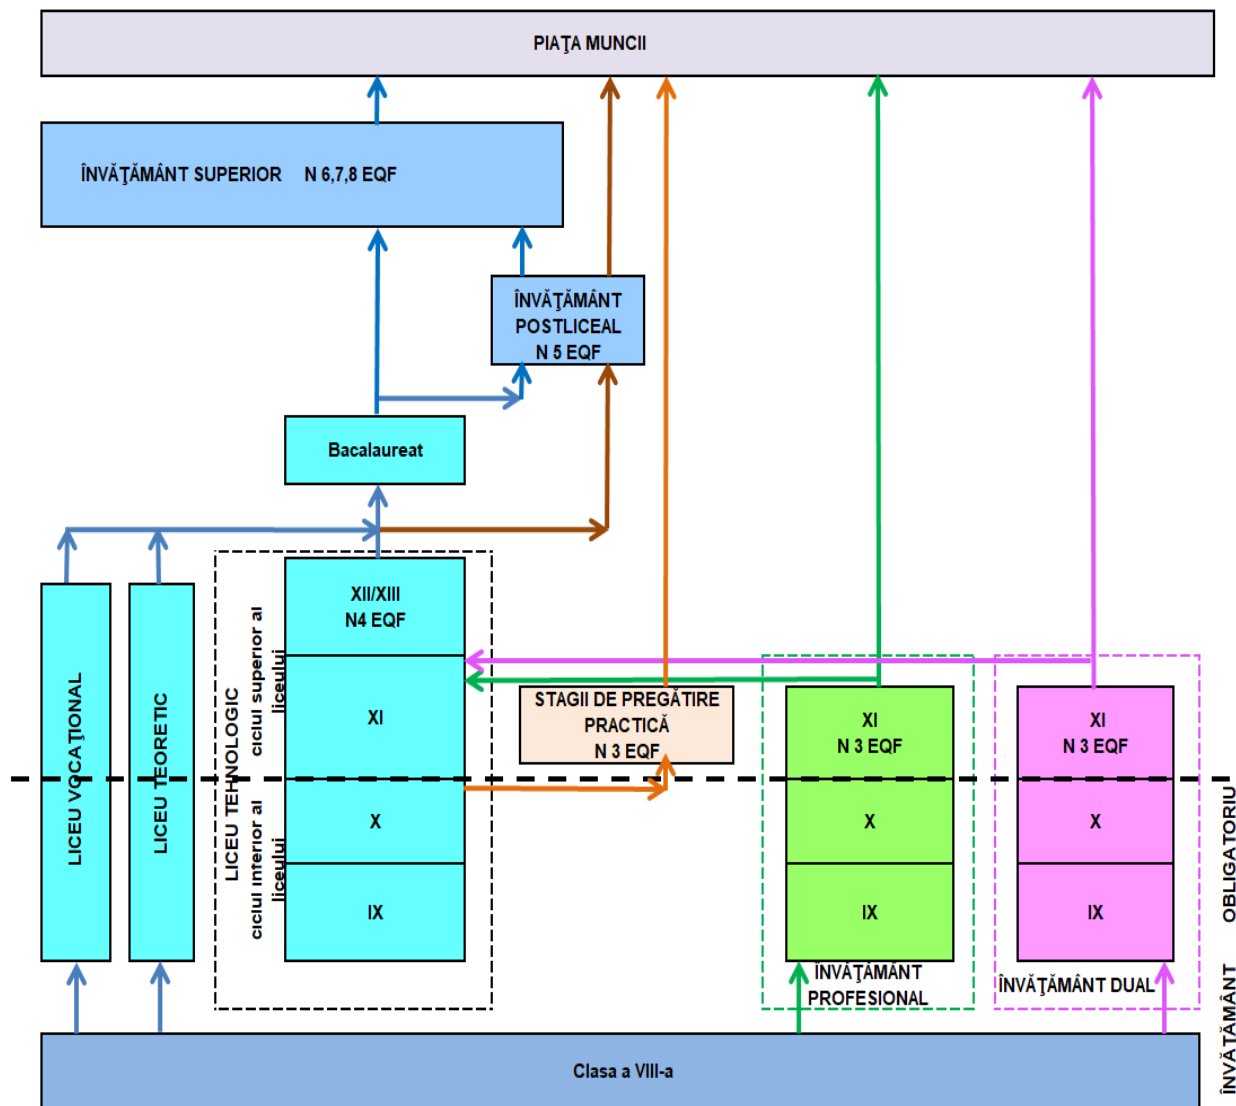 PIAŢA MUNCII
ÎNVĂŢĂMÂNT SUPERIOR N 6,7,8 EQF
ÎNVĂŢĂMÂNT
POSTLICEAL
N 5 EQF
Bacalaureat
LICEU VOCAŢIONAL
LICEU TEORETIC
LICEU TEHNOLOGIC
ciclul superior al
liceului
ciclul inferior al
liceului
XII/XIII
N4 EQF
XI
X
IX
STAGII DE PREGĂTIRE
PRACTICĂ
N 3 EQF
XI
N 3 EQF
X
IX
ÎNVĂŢĂMÂNT
PROFESIONAL
XI
N 3 EQF
X
IX
ÎNVĂŢĂMÂNT DUAL
ÎNVĂTĂMÂNT OBLIGATORIU
Clasa a VIII-a